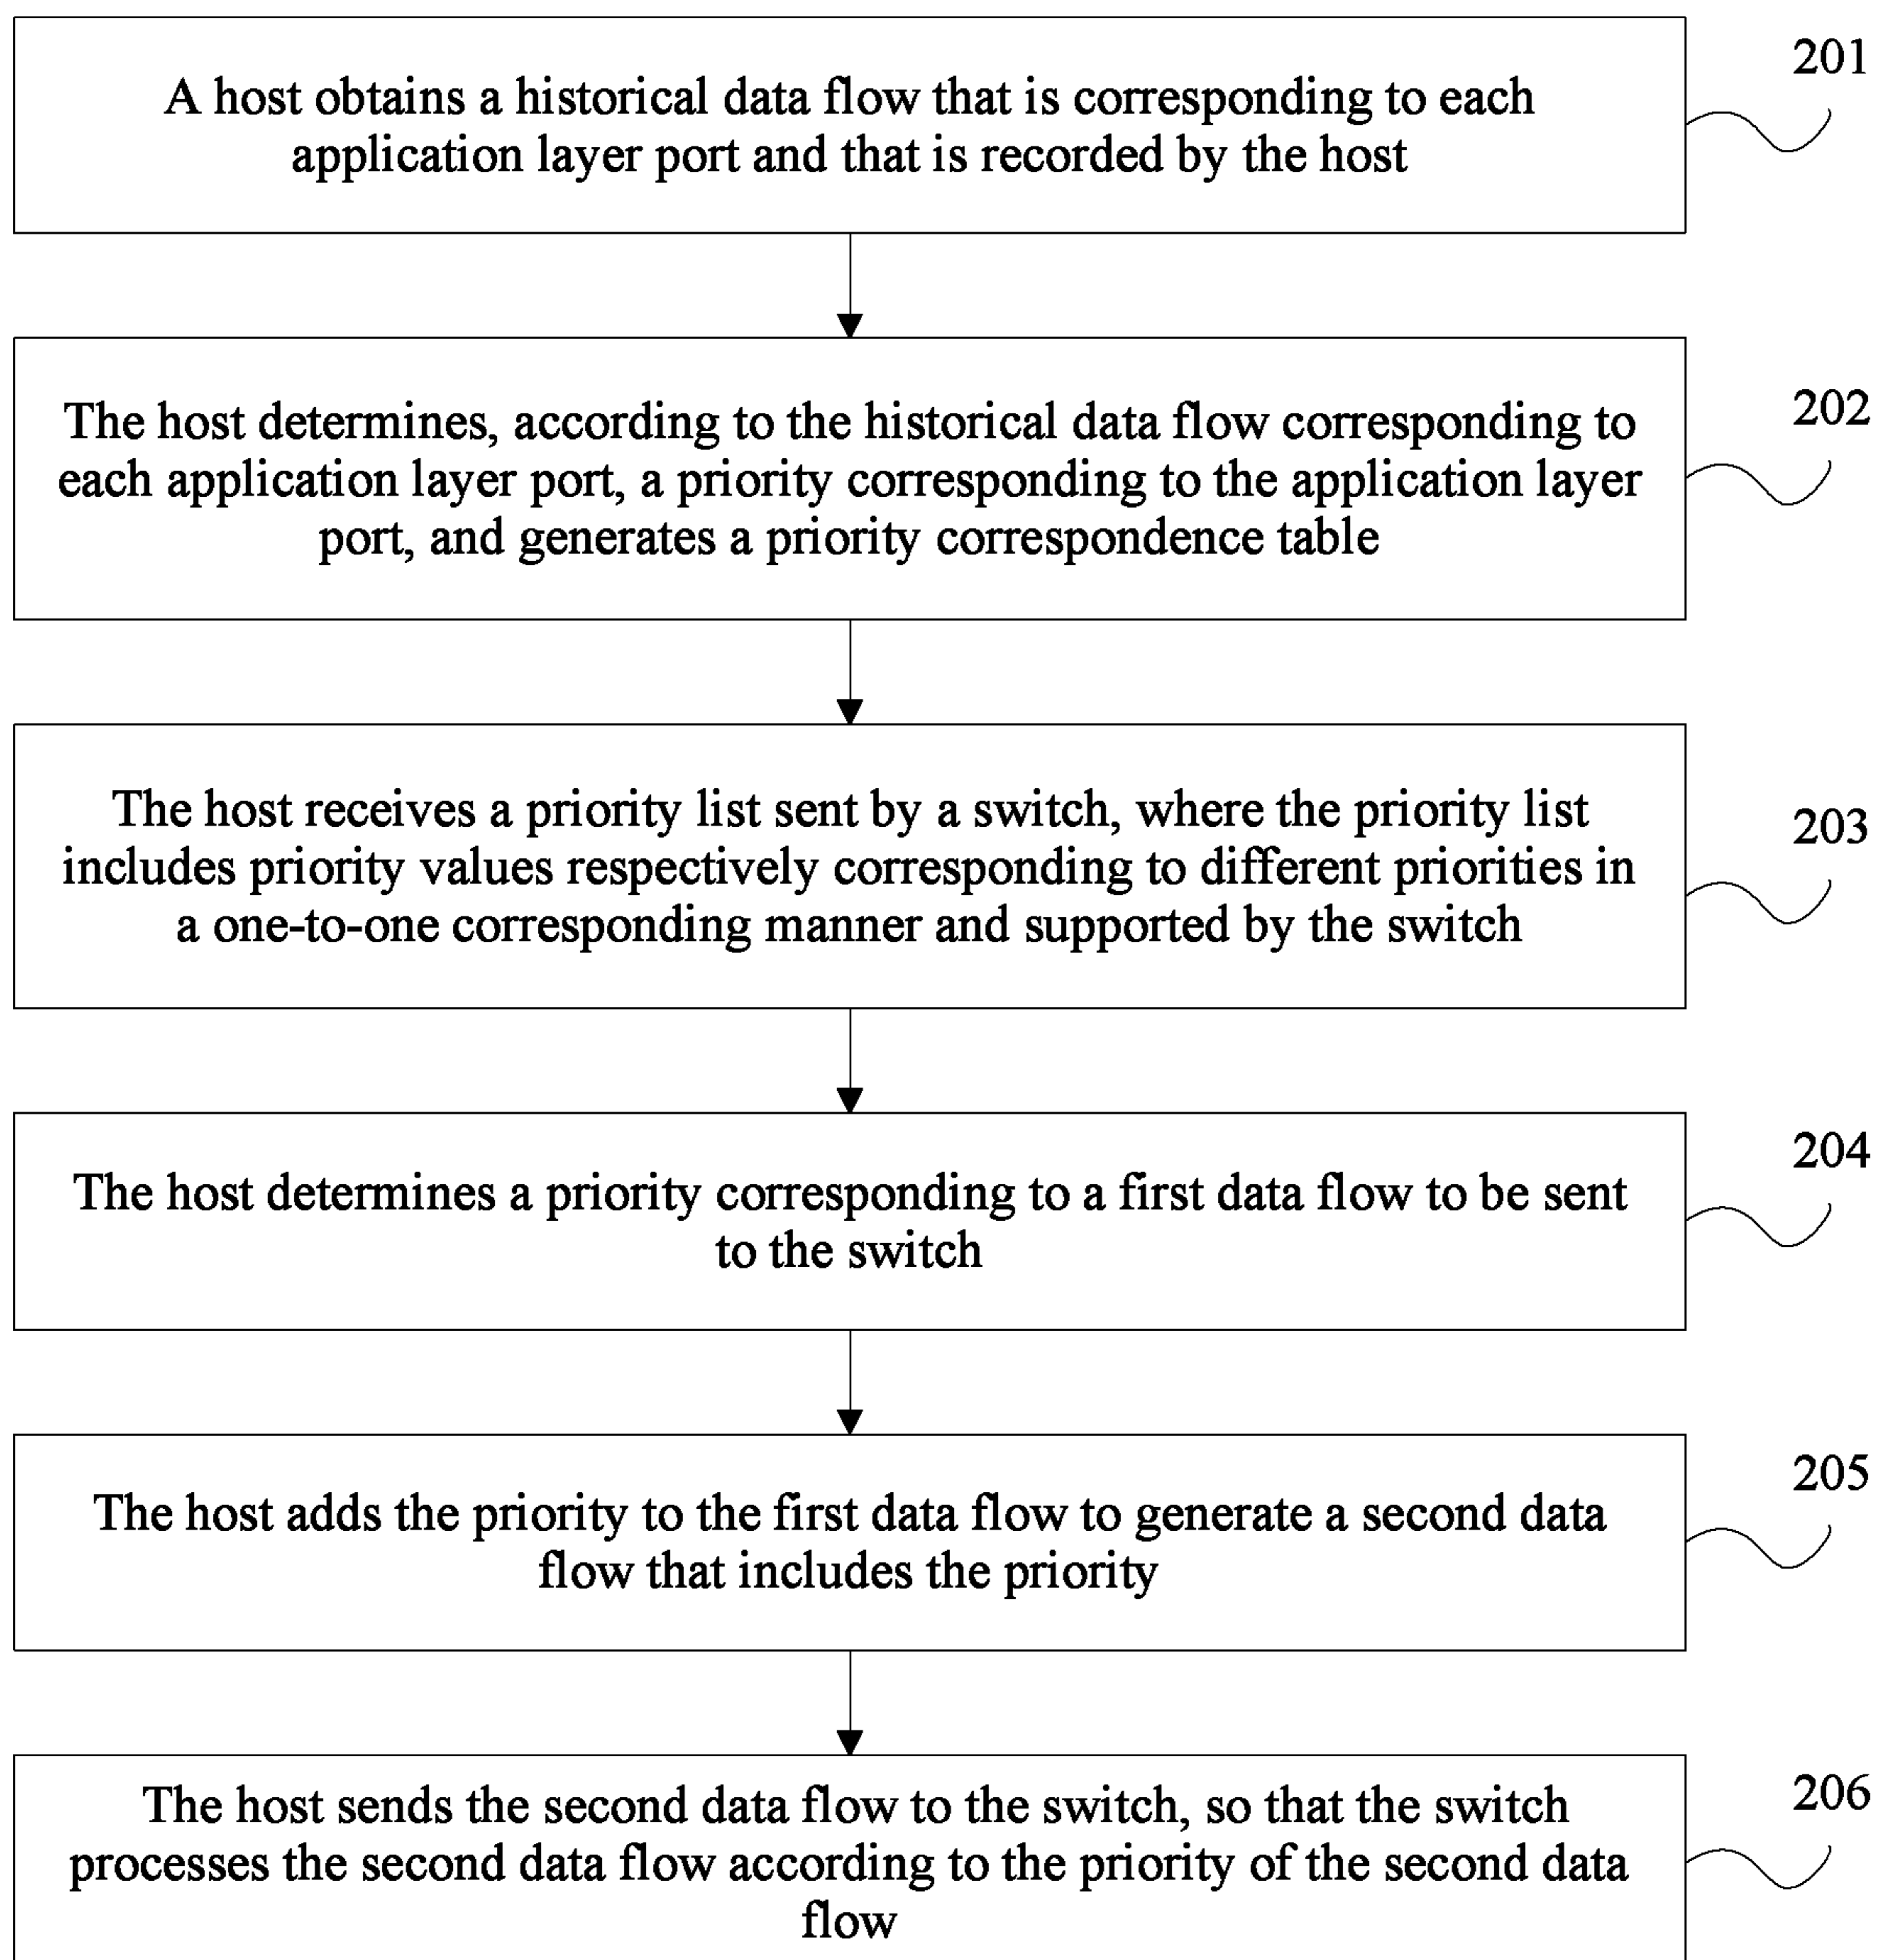 A host obtains a historical data flow that is corresponding to each
application layer port and that is recorded by the host
201
The host determines, according to the historical data flow corresponding to
each application layer port, a priority corresponding to the application layer
port, and generates a priority correspondence table
202
The host receives a priority list sent by a switch, where the priority list
includes priority values respectively corresponding to different priorities in
a one-to-one corresponding manner and supported by the switch
203
The host determines a priority corresponding to a first data flow to be sent
to the switch
204
The host adds the priority to the first data flow to generate a second data
flow that includes the priority
205
The host sends the second data flow to the switch, so that the switch
processes the second data flow according to the priority of the second data
flow
206